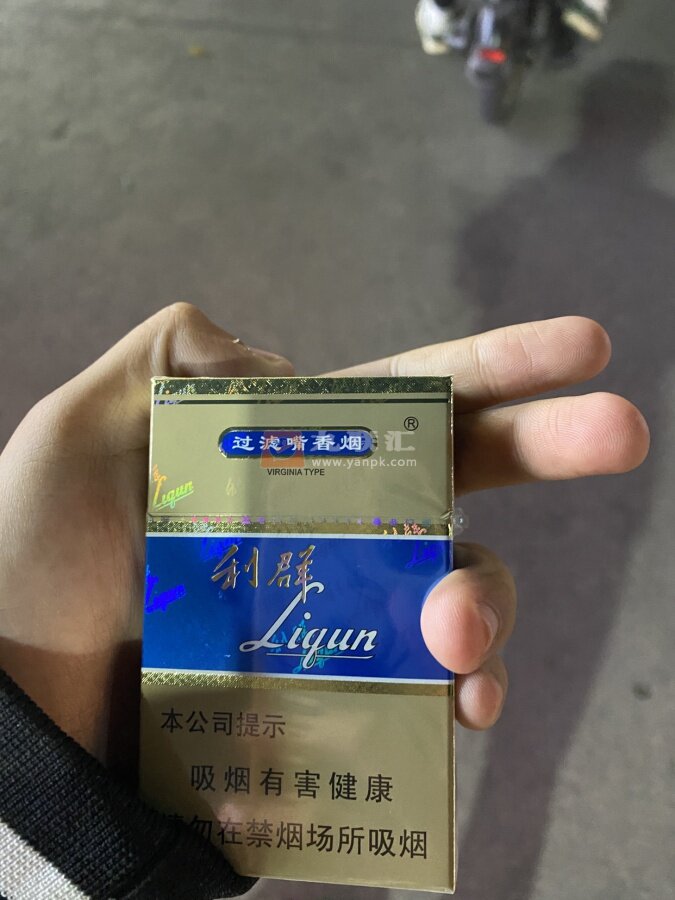 过滤嘴香烟
®
www.yanpk.com
VIRGINIA TYPE
Liqun
利群
Liqun
本公司提示
吸烟有害健康
请勿在禁烟场所吸烟